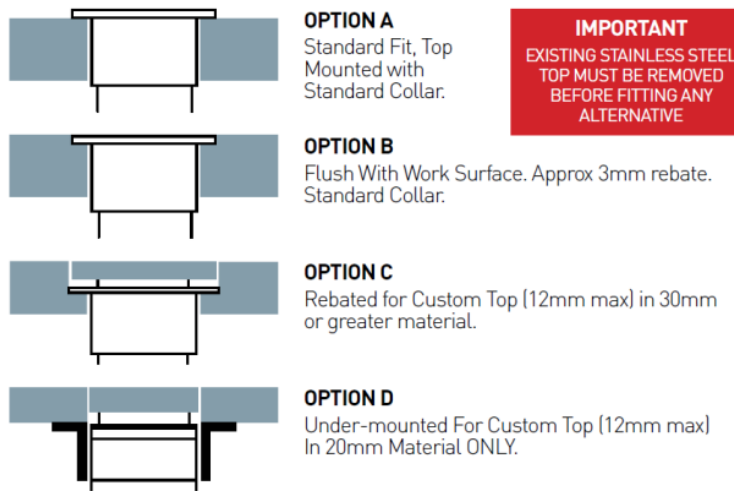 OPTION A
Standard Fit, Top
Mounted with
Standard Collar.
IMPORTANT
EXISTING STAINLESS STEEL
TOP MUST BE REMOVED
BEFORE FITTING ANY
ALTERNATIVE
OPTION B
Flush With Work Surface. Approx 3mm rebate.
Standard Collar.
OPTION C
Rebated for Custom Top (12mm max) in 30mm
or greater material.
OPTION D
Under-mounted For Custom Top (12mm max)
In 20mm Material ONLY.